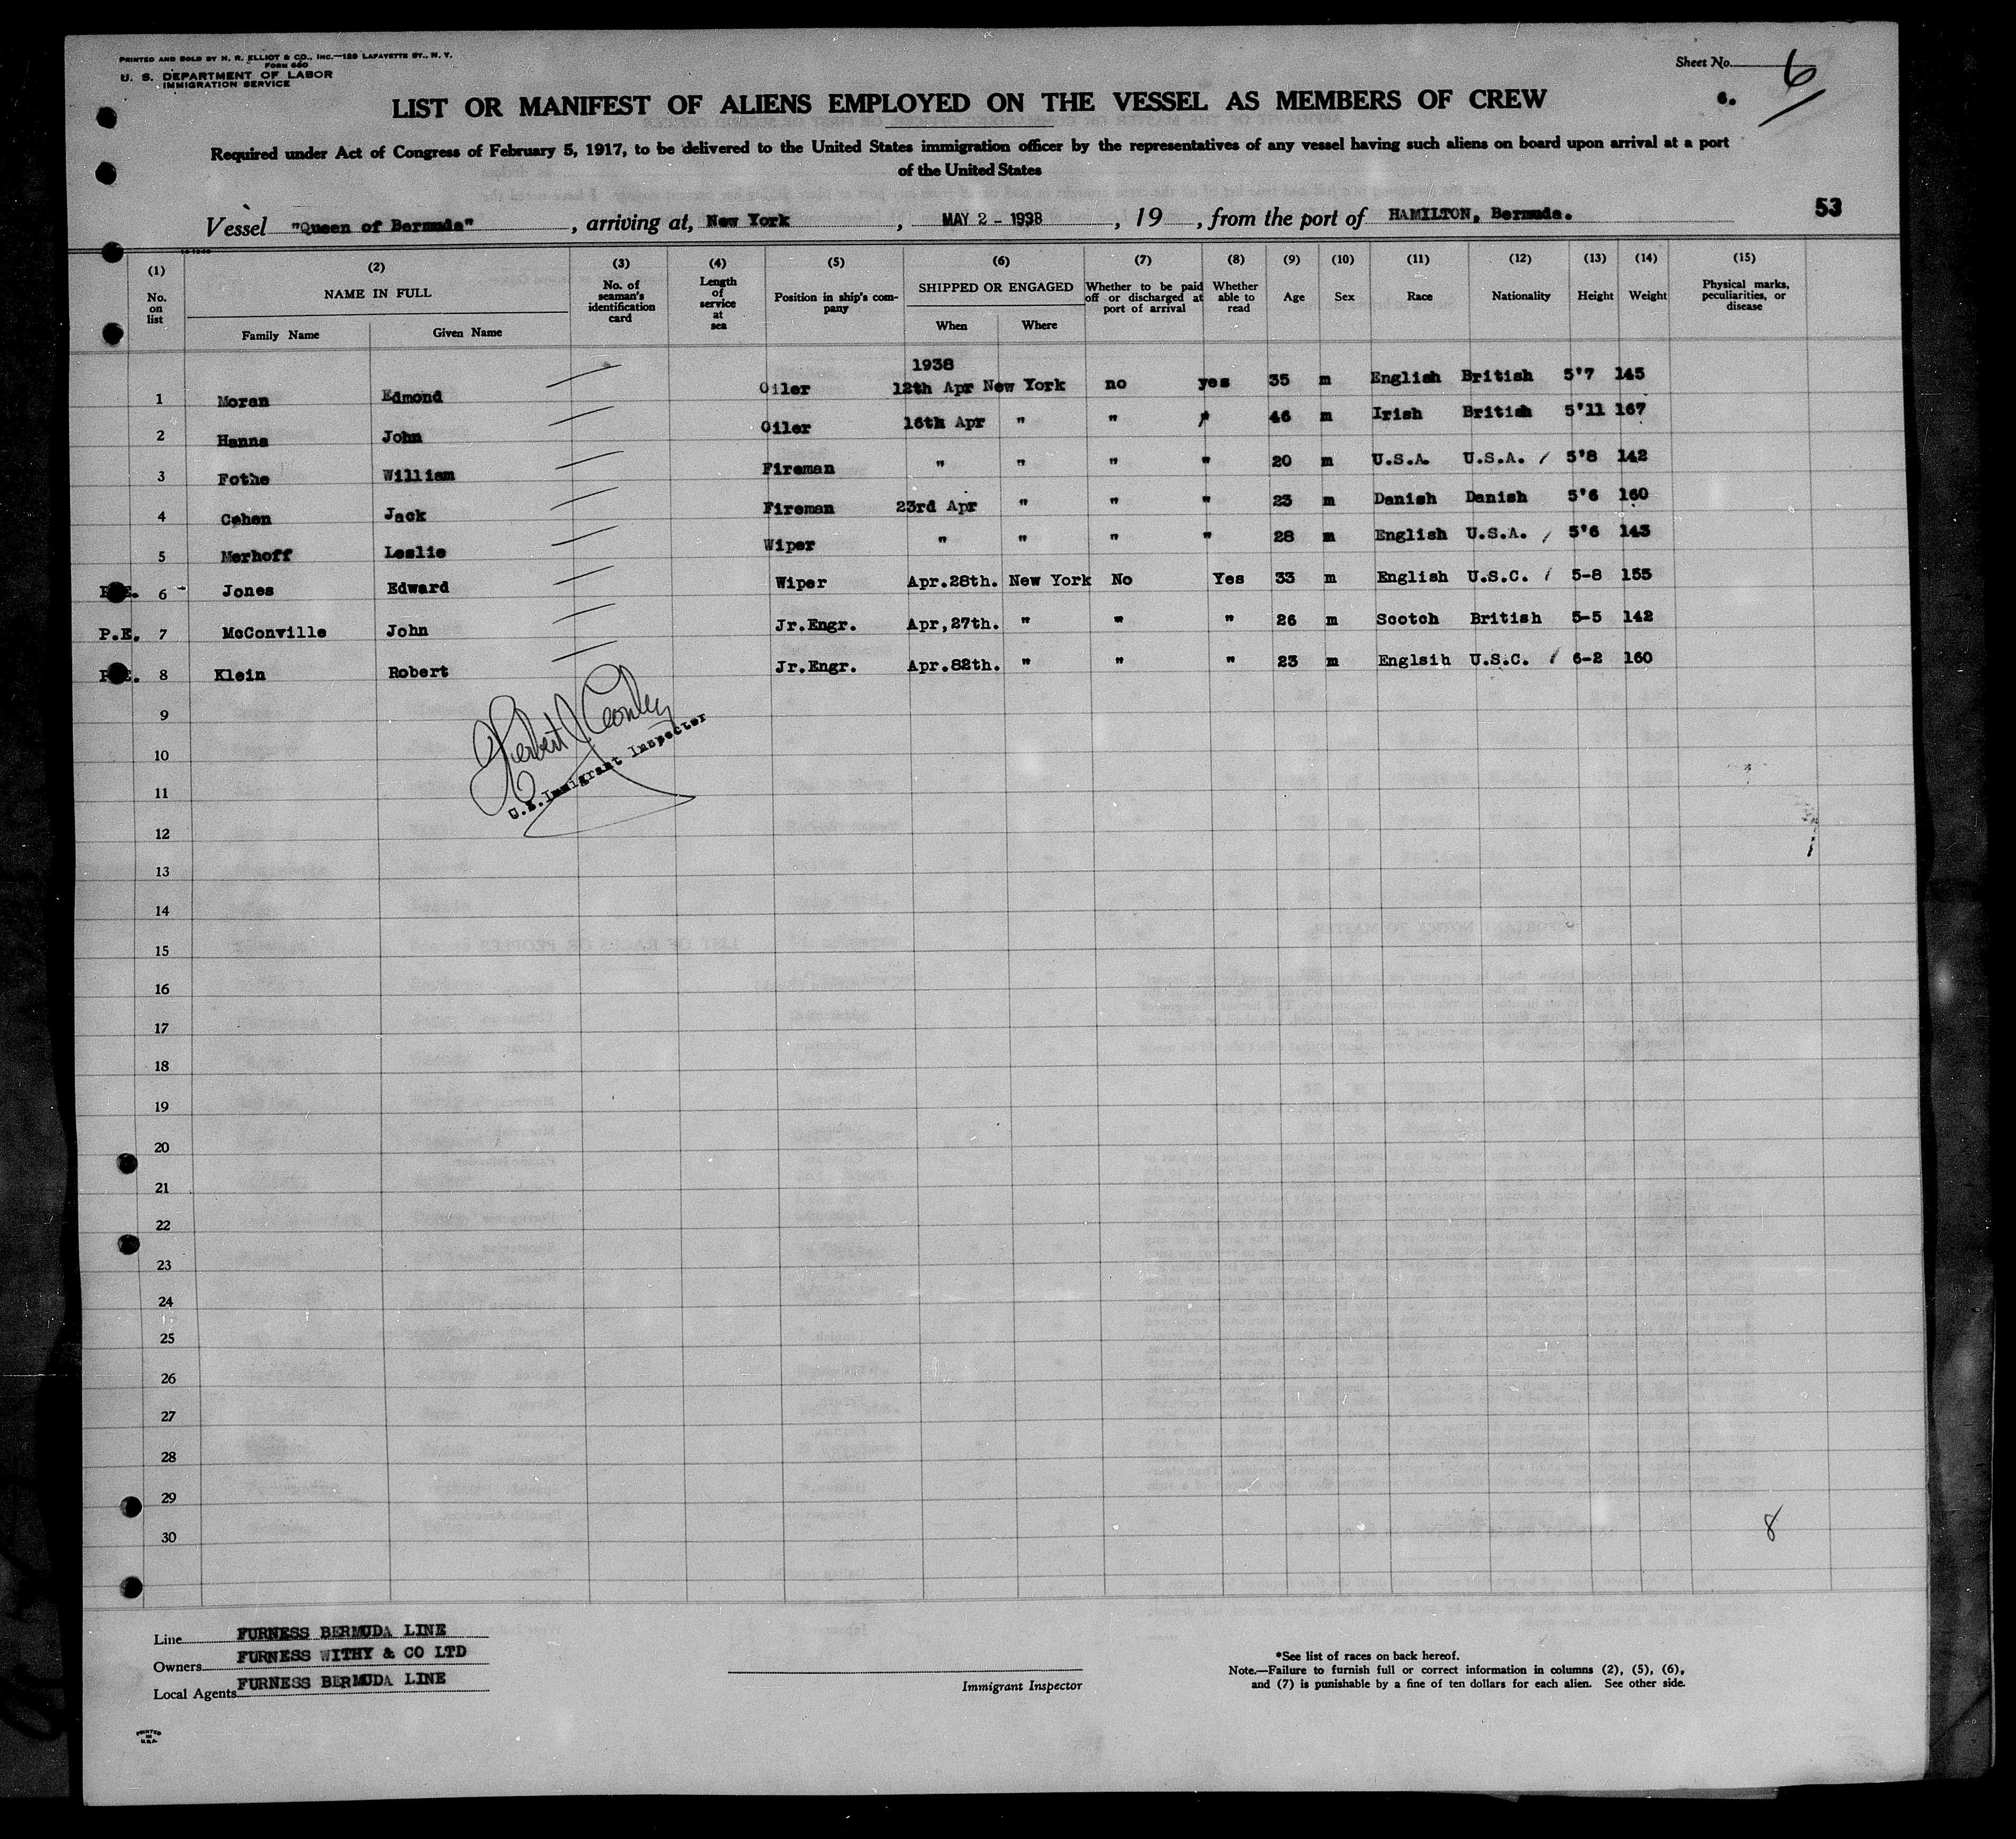 PRINTED AND SOLD BY H. R. ELLIOT & CO., INC.—129 LAFAYETTE ST., N. Y.
FORM 680
U. S. DEPARTMENT OF LABOR
IMMIGRATION SERVICE
Sheet No. 6
6.
LIST OR MANIFEST OF ALIENS EMPLOYED ON THE VESSEL AS MEMBERS OF CREW
Required under Act of Congress of February 5, 1917, to be delivered to the United States immigration officer by the representatives of any vessel having such aliens on board upon arrival at a port
of the United States
Vessel "Queen of Bermuda", arriving at, New York, MAY 2 - 1938, 19 , from the port of HAMILTON, Bermuda. 53
(1) No. on list (2) NAME IN FULL Family Name Given Name (3) No. of seaman's identification card (4) Length of service at sea (5) Position in ship's company (6) SHIPPED OR ENGAGED When Where (7) Whether to be paid off or discharged at port of arrival (8) Whether able to read (9) Age (10) Sex (11) Race (12) Nationality (13) Height (14) Weight (15) Physical marks, peculiarities, or disease
1938
1 Moran Edmond Oiler 12th Apr New York no yes 35 m English British 5'7 145
2 Hanna John Oiler 16th Apr " " " 46 m Irish British 5'11 167
3 Fothe William Fireman " " " " 20 m U.S.A. U.S.A. / 5'8 142
4 Cohen Jack Fireman 23rd Apr " " " 23 m Danish Danish 5'6 160
5 Merhoff Leslie Wiper " " " " 28 m English U.S.A. / 5'6 143
P.E. 6 - Jones Edward Wiper Apr.28th. New York No Yes 33 m English U.S.C. / 5-8 155
P.E. 7 McConville John Jr.Engr. Apr,27th. " " " 26 m Scotch British 5-5 142
P.E. 8 Klein Robert Jr.Engr. Apr.82th. " " " 23 m Englsih U.S.C. / 6-2 160
Herbert J Conley
U.S.Immigrant Inspector
9
10
11
12
13
14
15
16
17
18
19
20
21
22
23
24
25
26
27
28
29
30
8
Line FURNESS BERMUDA LINE
Owners FURNESS WITHY & CO LTD
Local Agents FURNESS BERMUDA LINE
Immigrant Inspector
*See list of races on back hereof.
Note.—Failure to furnish full or correct information in columns (2), (5), (6),
and (7) is punishable by a fine of ten dollars for each alien. See other side.
PRINTED
IN
U.S.A.